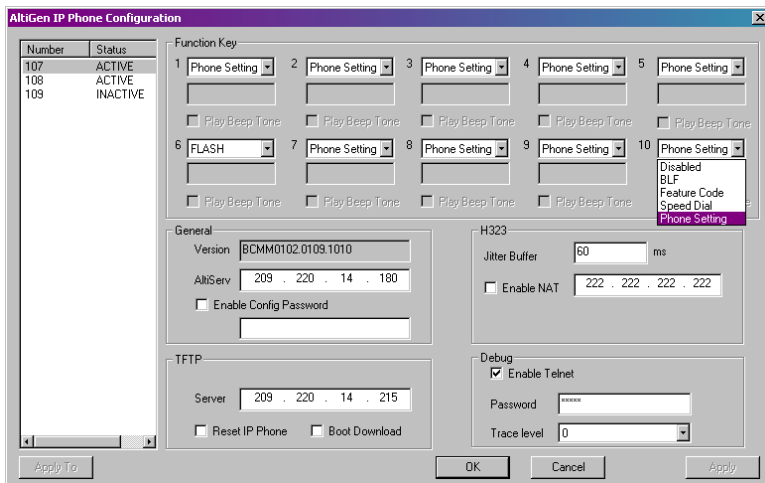 AltiGen IP Phone Configuration
Number Status
107 ACTIVE
108 ACTIVE
109 INACTIVE
Function Key
1 Phone Setting 2 Phone Setting 3 Phone Setting 4 Phone Setting 5 Phone Setting
Play Beep Tone Play Beep Tone Play Beep Tone Play Beep Tone Play Beep Tone
6 FLASH 7 Phone Setting 8 Phone Setting 9 Phone Setting 10 Phone Setting
Disabled
BLF
Feature Code
Speed Dial
Phone Setting
Play Beep Tone Play Beep Tone Play Beep Tone Play Beep Tone
General
Version BCMM0102.0109.1010
AltiServ 209 . 220 . 14 . 180
Enable Config Password
H323
Jitter Buffer 60 ms
Enable NAT 222 . 222 . 222 . 222
TFTP
Server 209 . 220 . 14 . 215
Reset IP Phone Boot Download
Debug
Enable Telnet
Password *****
Trace level 0
Apply To OK Cancel Apply